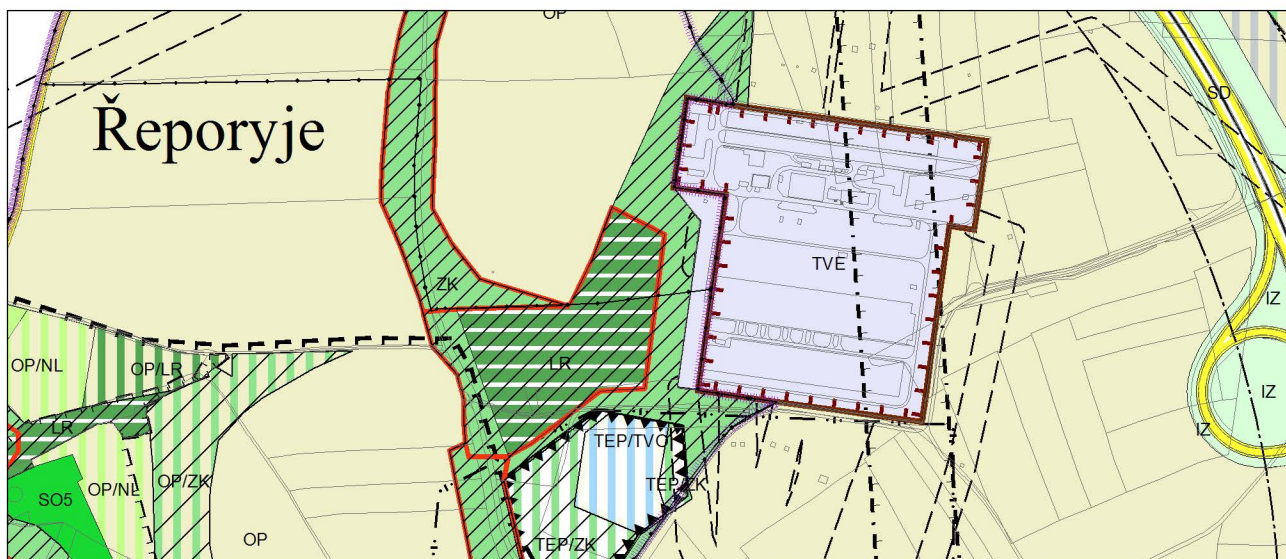 OP
SD
Řeporyje
TVE
ZK
IZ
OP/NL
OP/LR
LR
IZ
LR
IZ
TEP/TVO
OP/NL
OP/ZK
TEP/ZK
SO5
OP
TEP/ZK